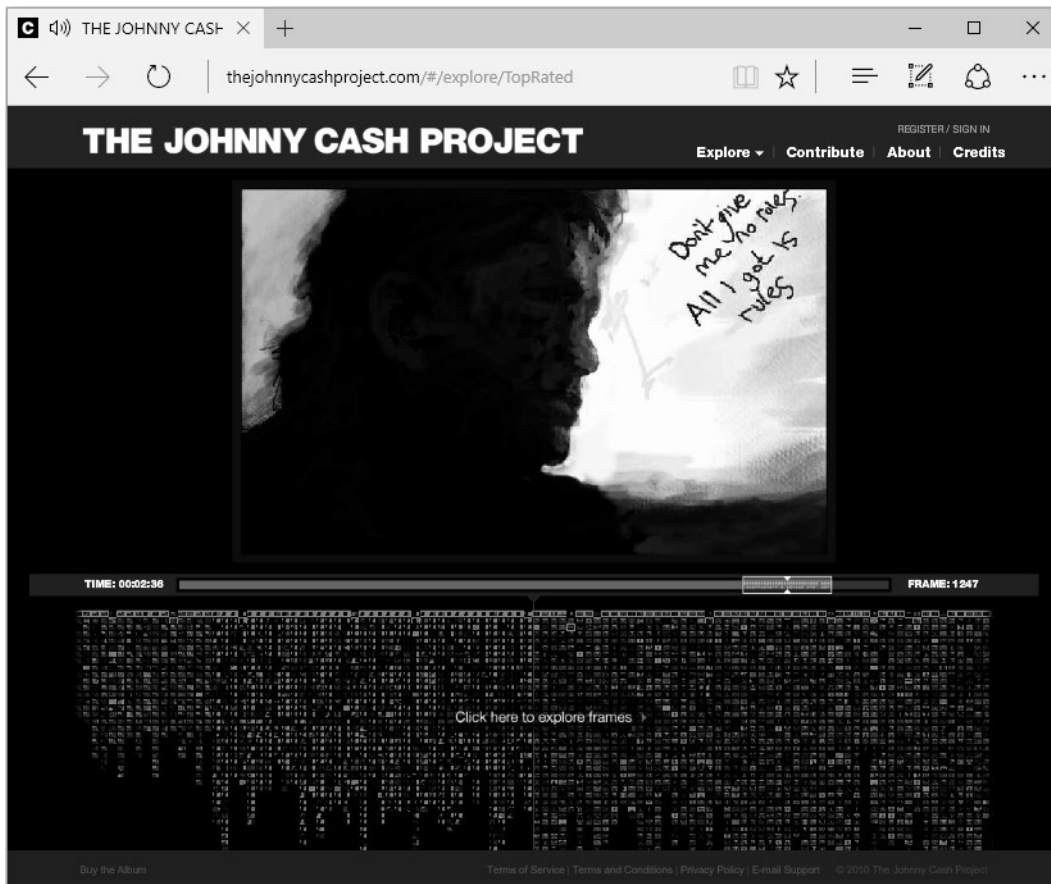 C THE JOHNNY CASH
thejohnnycashproject.com/#/explore/TopRated
THE JOHNNY CASH PROJECT
REGISTER / SIGN IN
Explore Contribute About Credits
Don't give
me no rules.
All I got is
rules
TIME: 00:02:36
FRAME: 1247
Click here to explore frames
Buy the Album
Terms of Service | Terms and Conditions | Privacy Policy | E-mail Support © 2010 The Johnny Cash Project